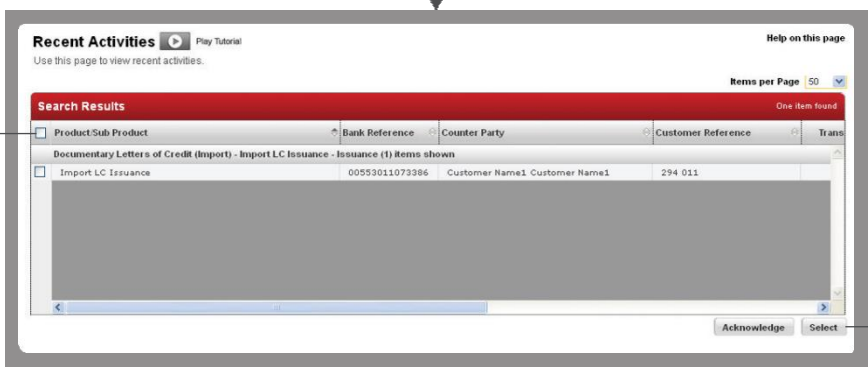 Recent Activities Play Tutorial
Help on this page
Use this page to view recent activities.
Items per Page 50
Search Results One item found
Product/Sub Product Bank Reference Counter Party Customer Reference Trans
Documentary Letters of Credit (Import) - Import LC Issuance - Issuance (1) items shown
Import LC Issuance 00553011073386 Customer Name1 Customer Name1 294 011
Acknowledge Select